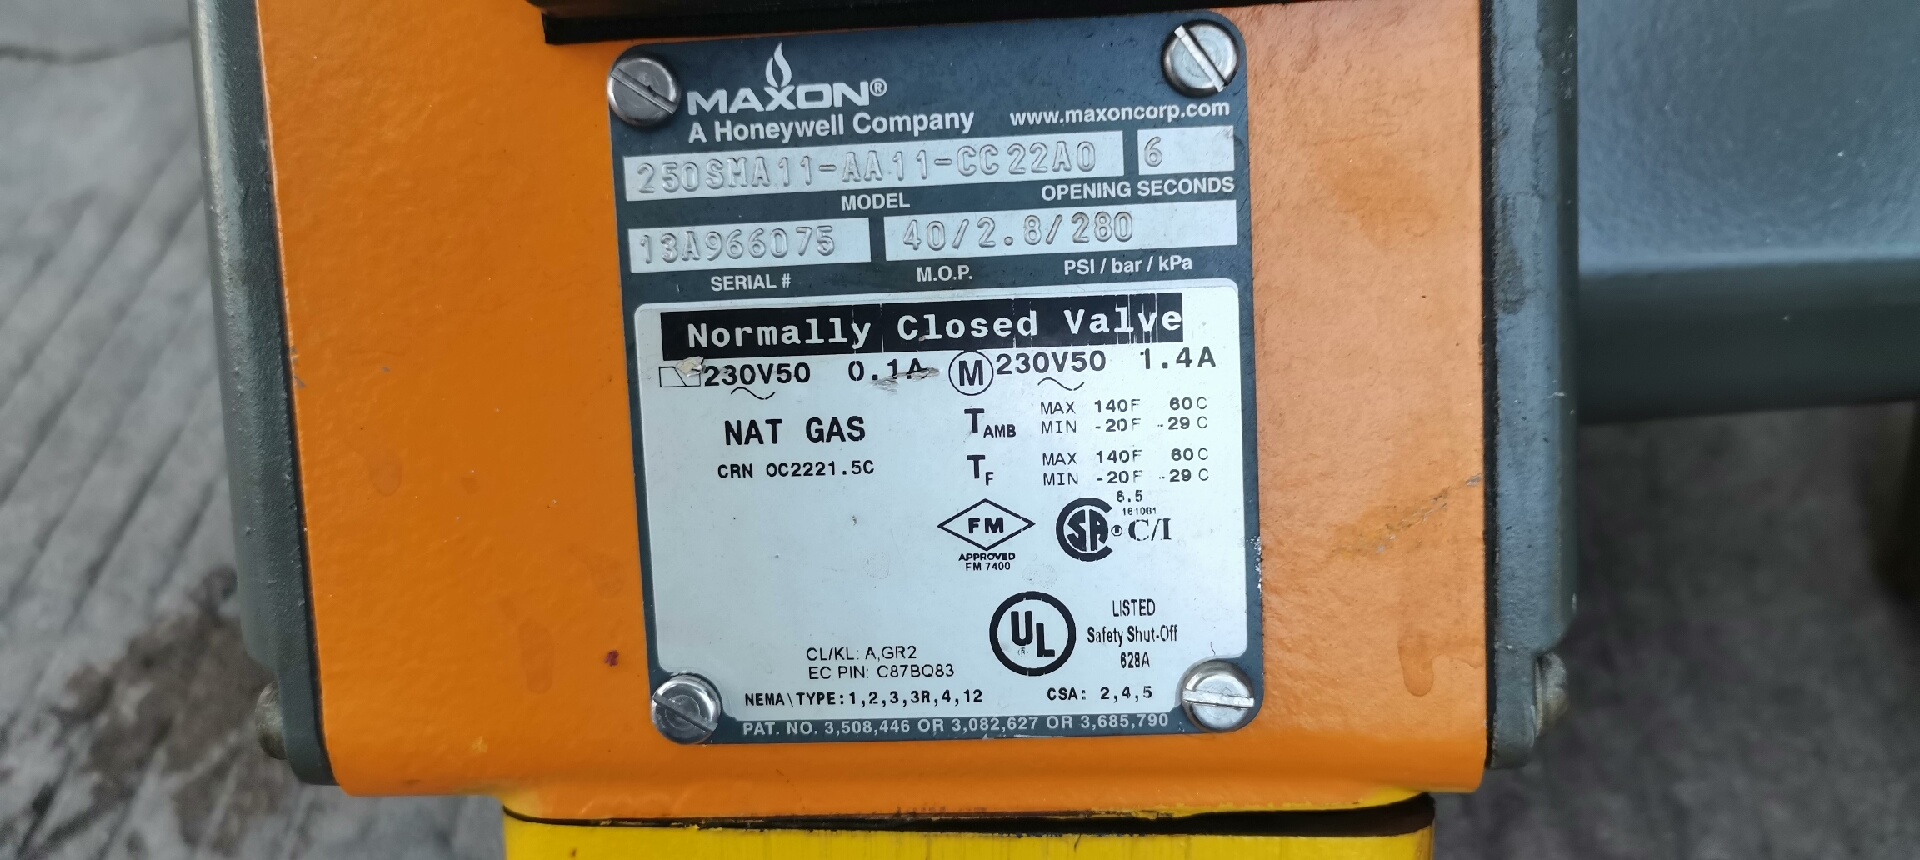 MAXON®
A Honeywell Company
www.maxoncorp.com
250SMA11-AA11-CC22A0 6
MODEL OPENING SECONDS
13A966075 40/2.8/280
SERIAL # M.O.P. PSI / bar / kPa
Normally Closed Valve
230V50 0.1A M 230V50 1.4A
NAT GAS
CRN 0C2221.5C
TAMB MAX 140F 60C
MIN -20F -29C
TF MAX 140F 60C
MIN -20F -29C
FM
APPROVED
FM 7400
6.5
161061
SA ® C/I
UL
LISTED
Safety Shut-Off
628A
CL/KL: A,GR2
EC PIN: C87BQ83
NEMA\TYPE:1,2,3,3R,4,12 CSA: 2,4,5
PAT. NO. 3,508,446 OR 3,082,627 OR 3,685,790